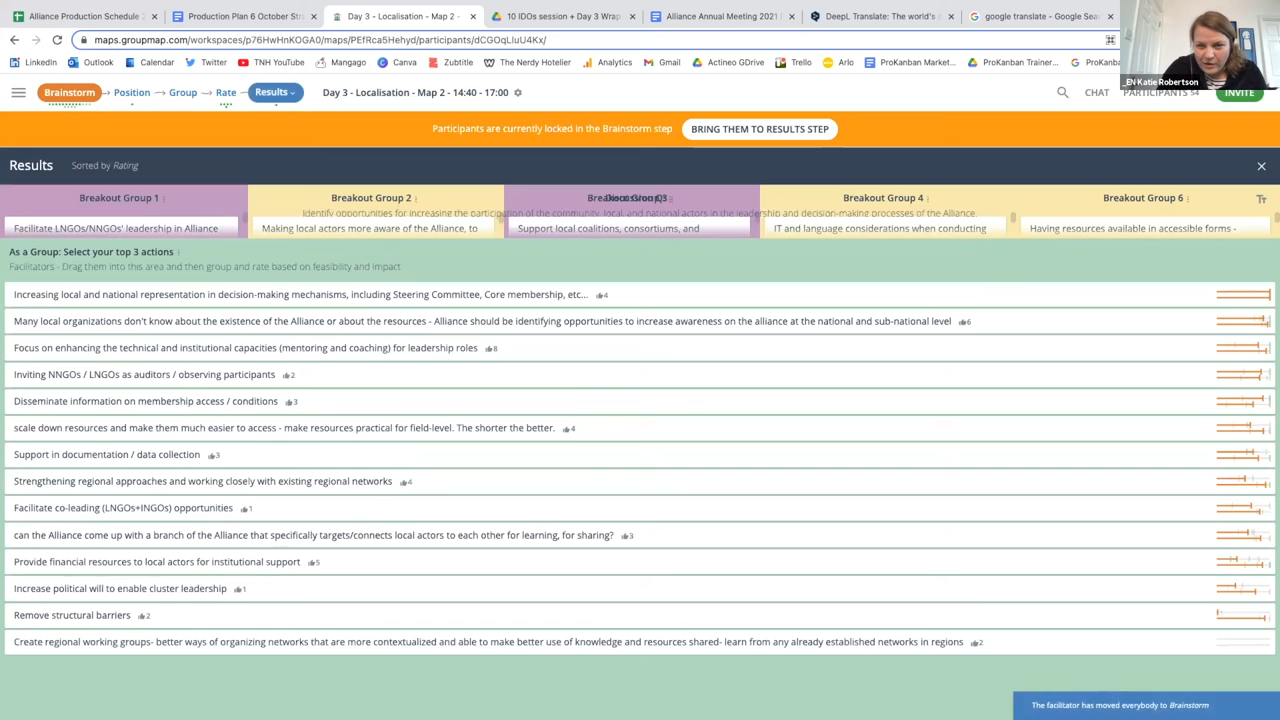 Alliance Production Schedule 2
Production Plan 6 October Str
Day 3 - Localisation - Map 2 -
10 IDOs session + Day 3 Wrap
Alliance Annual Meeting 2021
DeepL Translate: The world's
google translate - Google Sea
maps.groupmap.com/workspaces/p76HwHnKOGA0/maps/PEfRca5Hehyd/participants/dCGOqLluU4Kx/
LinkedIn Outlook Calendar Twitter TNH YouTube Mangago Canva Zubtitle The Nerdy Hotelier Analytics Gmail Actineo GDrive Trello Arlo ProKanban Market... ProKanban Trainer... ProKanba
_EN Katie Robertson
Brainstorm Position Group Rate Results Day 3 - Localisation - Map 2 - 14:40 - 17:00 CHAT PARTICIPANTS 54 INVITE
Participants are currently locked in the Brainstorm step BRING THEM TO RESULTS STEP
Results Sorted by Rating
Breakout Group 1 Breakout Group 2 Breakout Group 4 Breakout Group 6
Identify opportunities for increasing the participation of the community, local, and national actors in the leadership and decision-making processes of the Alliance.
Facilitate LNGOs/NNGOs' leadership in Alliance Making local actors more aware of the Alliance, to Support local coalitions, consortiums, and IT and language considerations when conducting Having resources available in accessible forms -
As a Group: Select your top 3 actions
Facilitators - Drag them into this area and then group and rate based on feasibility and impact
Increasing local and national representation in decision-making mechanisms, including Steering Committee, Core membership, etc... 4
Many local organizations don't know about the existence of the Alliance or about the resources - Alliance should be identifying opportunities to increase awareness on the alliance at the national and sub-national level 6
Focus on enhancing the technical and institutional capacities (mentoring and coaching) for leadership roles 8
Inviting NNGOs / LNGOs as auditors / observing participants 2
Disseminate information on membership access / conditions 3
scale down resources and make them much easier to access - make resources practical for field-level. The shorter the better. 4
Support in documentation / data collection 3
Strengthening regional approaches and working closely with existing regional networks 4
Facilitate co-leading (LNGOs+INGOs) opportunities 1
can the Alliance come up with a branch of the Alliance that specifically targets/connects local actors to each other for learning, for sharing? 3
Provide financial resources to local actors for institutional support 5
Increase political will to enable cluster leadership 1
Remove structural barriers 2
Create regional working groups- better ways of organizing networks that are more contextualized and able to make better use of knowledge and resources shared- learn from any already established networks in regions 2
The facilitator has moved everybody to Brainstorm